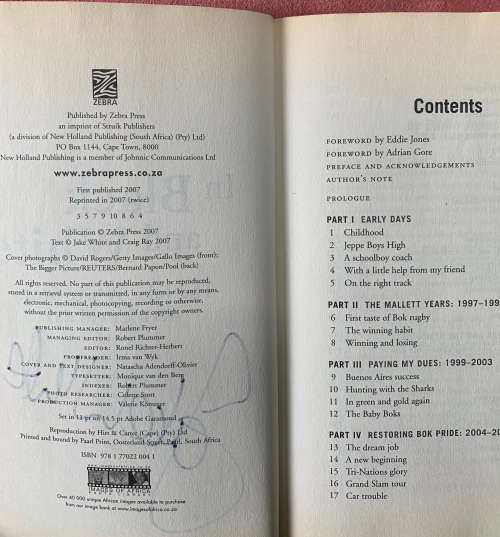 ZEBRA
Published by Zebra Press
an imprint of Struik Publishers
(a division of New Holland Publishing (South Africa) (Pty) Ltd)
PO Box 1144, Cape Town, 8000
New Holland Publishing is a member of Johnnic Communications Ltd
www.zebrapress.co.za
First published 2007
Reprinted in 2007 (twice)
3 5 7 9 10 8 6 4
Publication © Zebra Press 2007
Text © Jake White and Craig Ray 2007
Cover photographs © David Rogers/Getty Images/Gallo Images (front);
The Bigger Picture/REUTERS/Bernard Papon/Pool (back)
All rights reserved. No part of this publication may be reproduced,
stored in a retrieval system or transmitted, in any form or by any means,
electronic, mechanical, photocopying, recording or otherwise,
without the prior written permission of the copyright owners.
PUBLISHING MANAGER: Marlene Fryer
MANAGING EDITOR: Robert Plummer
EDITOR: Ronel Richter-Herbert
PROOFREADER: Irma van Wyk
COVER AND TEXT DESIGNER: Natascha Adendorff-Olivier
TYPESETTER: Monique van den Berg
INDEXER: Robert Plummer
PHOTO RESEARCHER: Colette Stott
PRODUCTION MANAGER: Valerie Kömmer
Set in 11 pt on 14.5 pt Adobe Garamond
Reproduction by Hirt & Carter (Cape) (Pty) Ltd
Printed and bound by Paarl Print, Oosterland Street, Paarl, South Africa
ISBN 978 1 77022 004 1
IMAGES OF AFRICA
PHOTO LIBRARY
Over 40 000 unique African images available to purchase
from our image bank at www.imagesofafrica.co.za
Contents
FOREWORD by Eddie Jones
FOREWORD by Adrian Gore
PREFACE AND ACKNOWLEDGEMENTS
AUTHOR'S NOTE
PROLOGUE
PART I EARLY DAYS
1 Childhood
2 Jeppe Boys High
3 A schoolboy coach
4 With a little help from my friend
5 On the right track
PART II THE MALLETT YEARS: 1997–199
6 First taste of Bok rugby
7 The winning habit
8 Winning and losing
PART III PAYING MY DUES: 1999–2003
9 Buenos Aires success
10 Hunting with the Sharks
11 In green and gold again
12 The Baby Boks
PART IV RESTORING BOK PRIDE: 2004–20
13 The dream job
14 A new beginning
15 Tri-Nations glory
16 Grand Slam tour
17 Car trouble